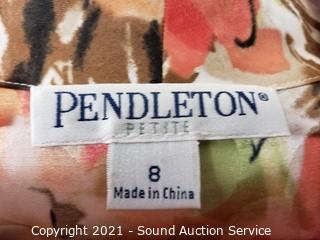 PENDLETON®
PETITE
8
Made in China
Copyright 2021 - Sound Auction Service